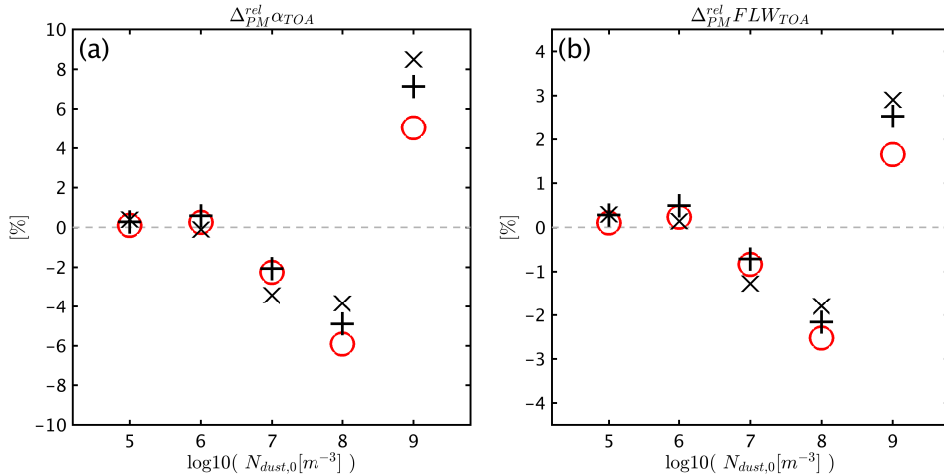 Δ^{rel}_{PM} α_{TOA}
(a)
[%]
10
8
6
4
2
0
−2
−4
−6
−8
−10
5 6 7 8 9
log10( N_{dust,0}[m^{−3}] )
Δ^{rel}_{PM} FLW_{TOA}
(b)
[%]
4
3
2
1
0
−1
−2
−3
−4
5 6 7 8 9
log10( N_{dust,0}[m^{−3}] )